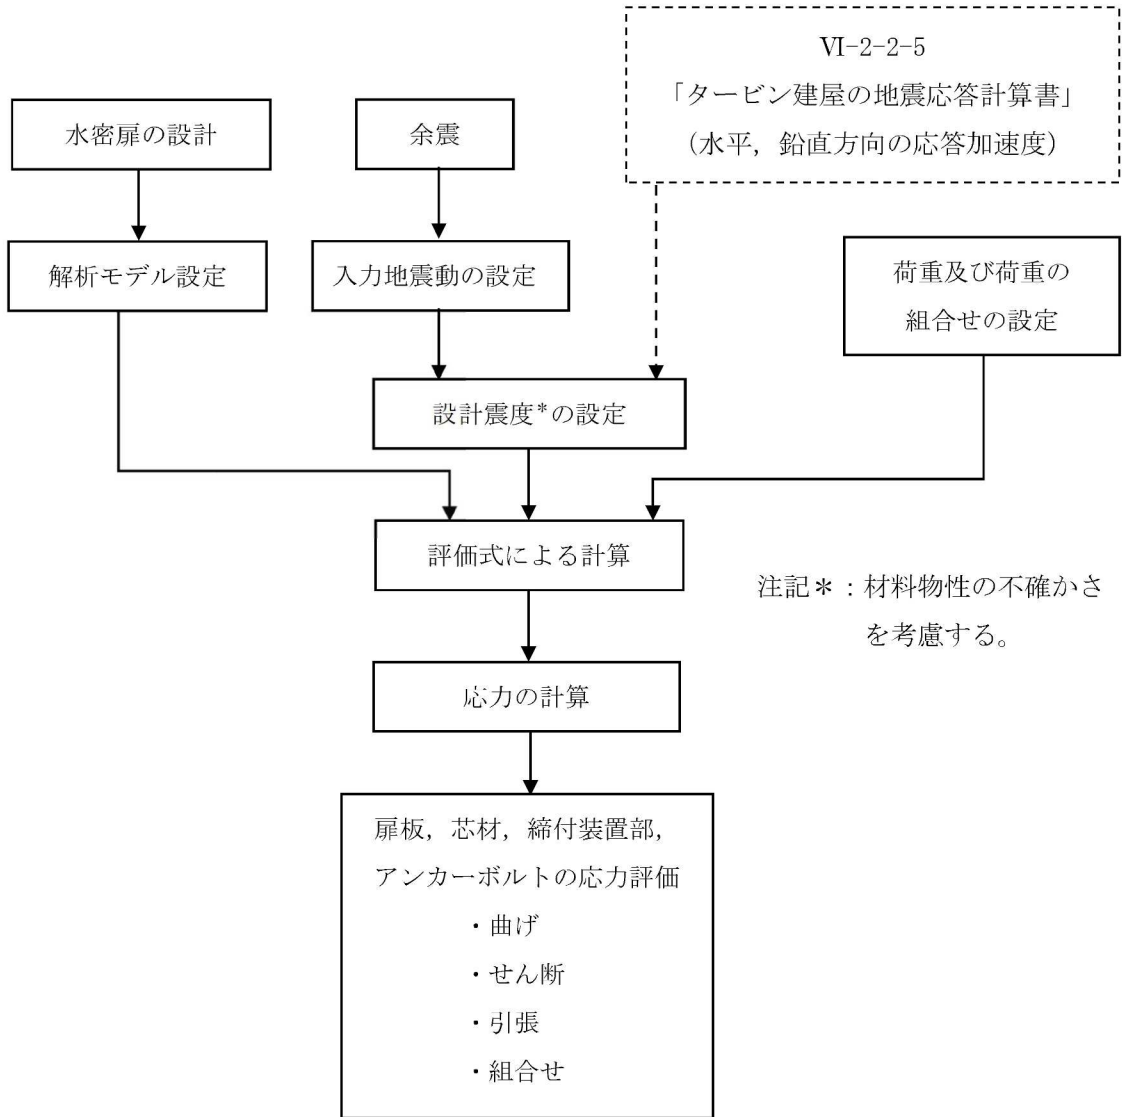 Ⅵ-2-2-5
「タービン建屋の地震応答計算書」
(水平，鉛直方向の応答加速度)
水密扉の設計
余震
解析モデル設定
入力地震動の設定
荷重及び荷重の
組合せの設定
設計震度*の設定
評価式による計算
注記＊：材料物性の不確かさ
を考慮する。
応力の計算
扉板，芯材，締付装置部，
アンカーボルトの応力評価
・曲げ
・せん断
・引張
・組合せ